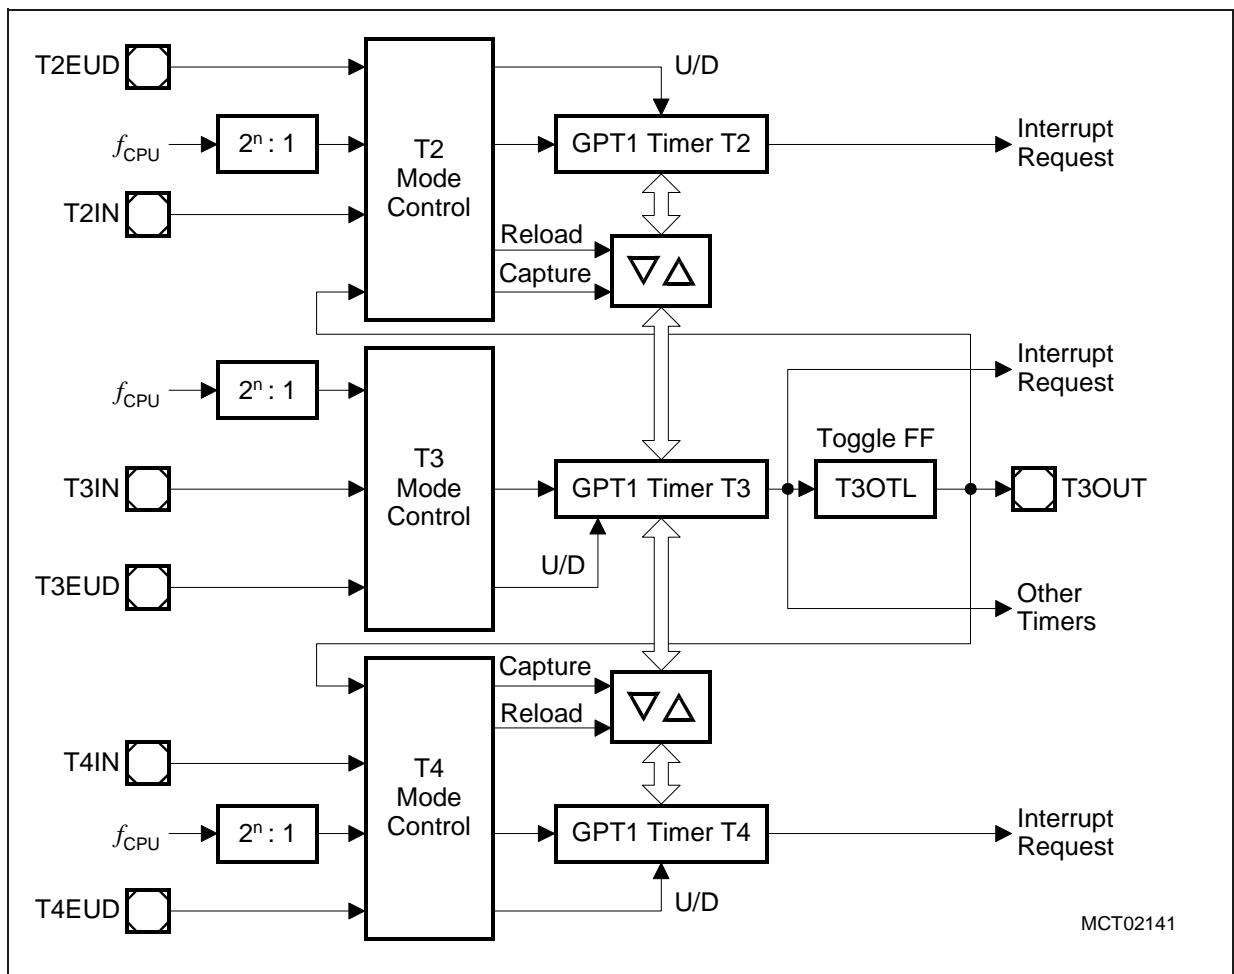 T2EUD
U/D
fCPU
2ⁿ : 1
T2
Mode
Control
GPT1 Timer T2
Interrupt
Request
T2IN
Reload
Capture
fCPU
2ⁿ : 1
Interrupt
Request
T3
Mode
Control
Toggle FF
T3IN
GPT1 Timer T3
T3OTL
T3OUT
U/D
T3EUD
Other
Timers
Capture
Reload
T4IN
T4
Mode
Control
fCPU
2ⁿ : 1
GPT1 Timer T4
Interrupt
Request
T4EUD
U/D
MCT02141